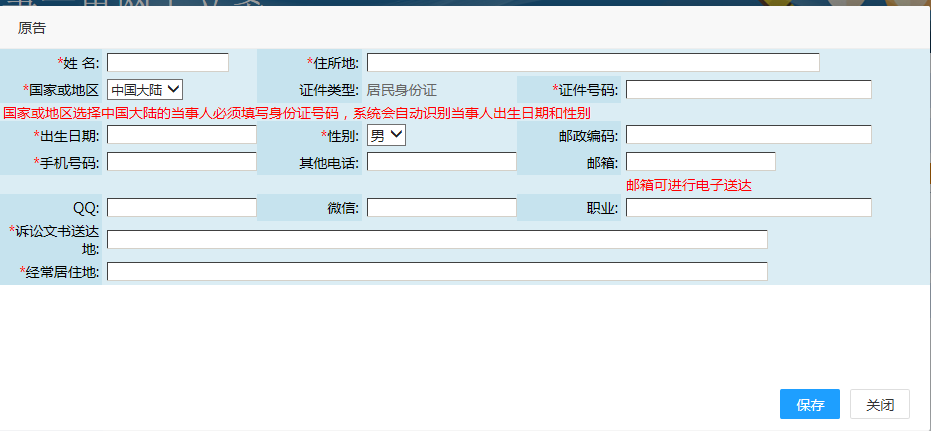 原告
*姓 名: *住所地:
*国家或地区 中国大陆 证件类型: 居民身份证 *证件号码:
国家或地区选择中国大陆的当事人必须填写身份证号码，系统会自动识别当事人出生日期和性别
*出生日期: *性别: 男 邮政编码:
*手机号码: 其他电话: 邮箱:
邮箱可进行电子送达
QQ: 微信: 职业:
*诉讼文书送达
地:
*经常居住地:
保存 关闭